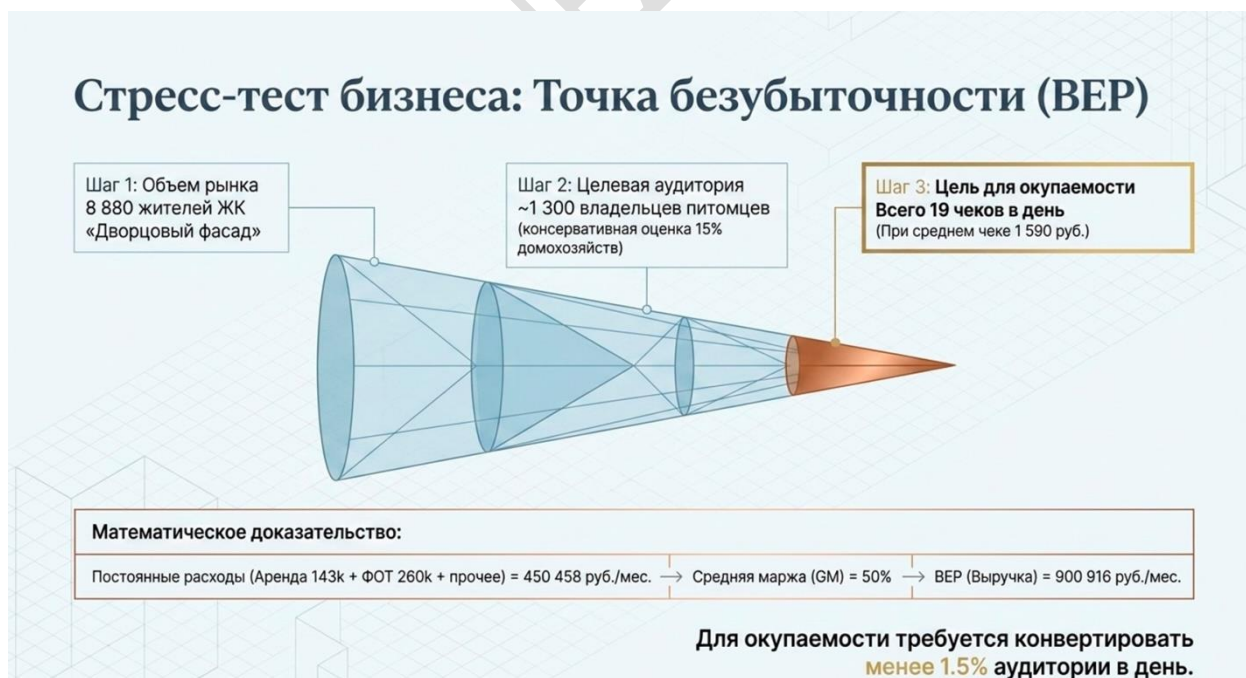 Стресс-тест бизнеса: Точка безубыточности (BEP)
Шаг 1: Объем рынка
8 880 жителей ЖК
«Дворцовый фасад»
Шаг 2: Целевая аудитория
~1 300 владельцев питомцев
(консервативная оценка 15%
домохозяйств)
Шаг 3: Цель для окупаемости
Всего 19 чеков в день
(При среднем чеке 1 590 руб.)
Математическое доказательство:
Постоянные расходы (Аренда 143k + ФОТ 260k + прочее) = 450 458 руб./мес. → Средняя маржа (GM) = 50% → BEP (Выручка) = 900 916 руб./мес.
Для окупаемости требуется конвертировать
менее 1.5% аудитории в день.